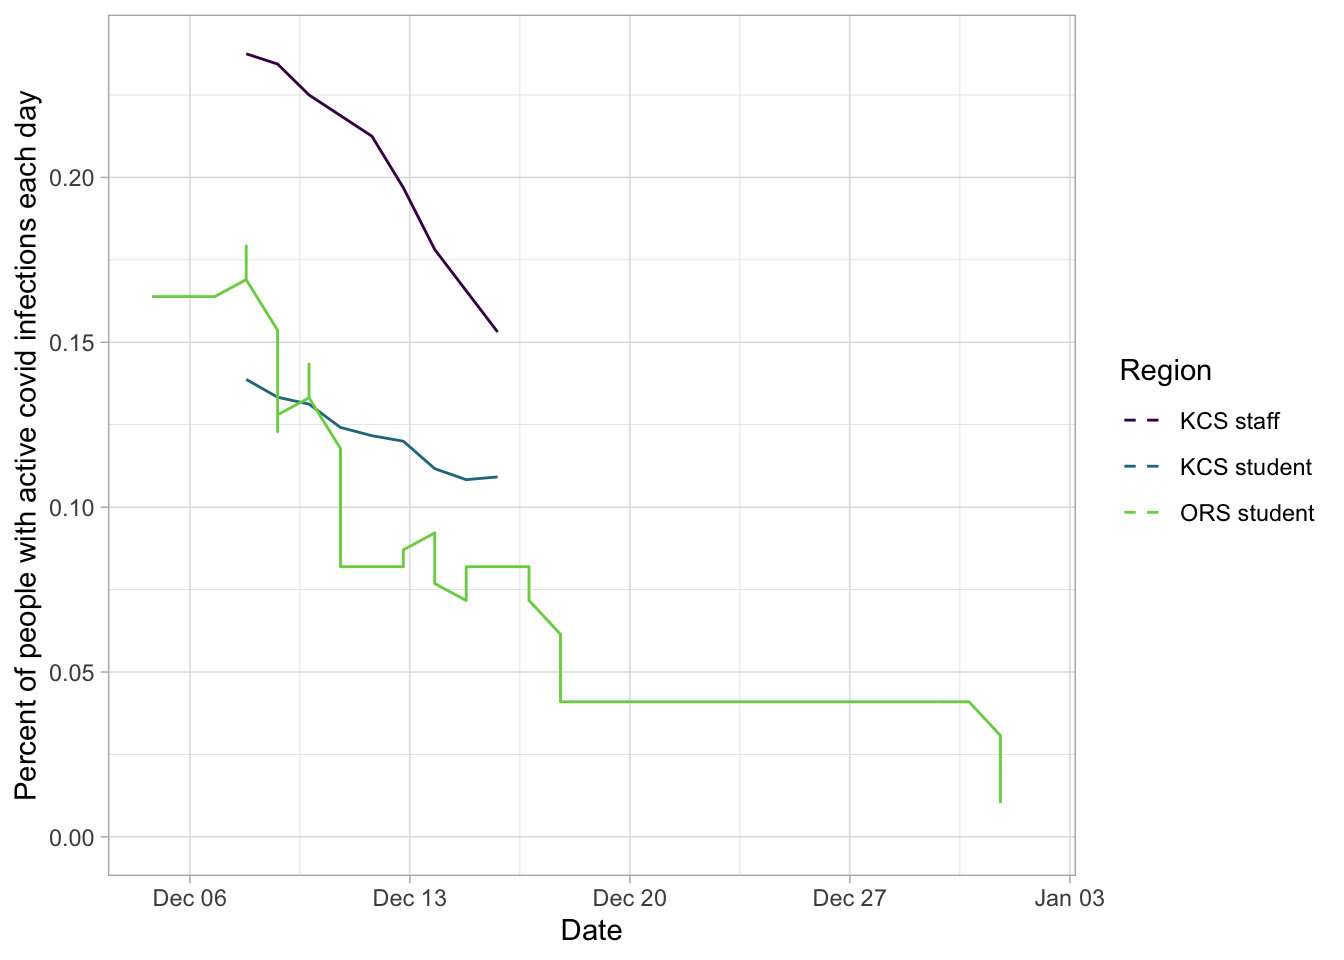 Percent of people with active covid infections each day
0.20
0.15
0.10
0.05
0.00
Dec 06
Dec 13
Dec 20
Dec 27
Jan 03
Date
Region
KCS staff
KCS student
ORS student